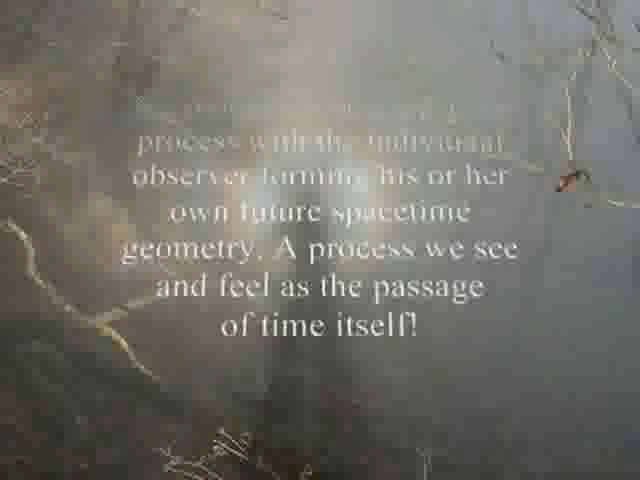 process with the individual
observer forming his or her
own future spacetime
geometry. A process we see
and feel as the passage
of time itself!